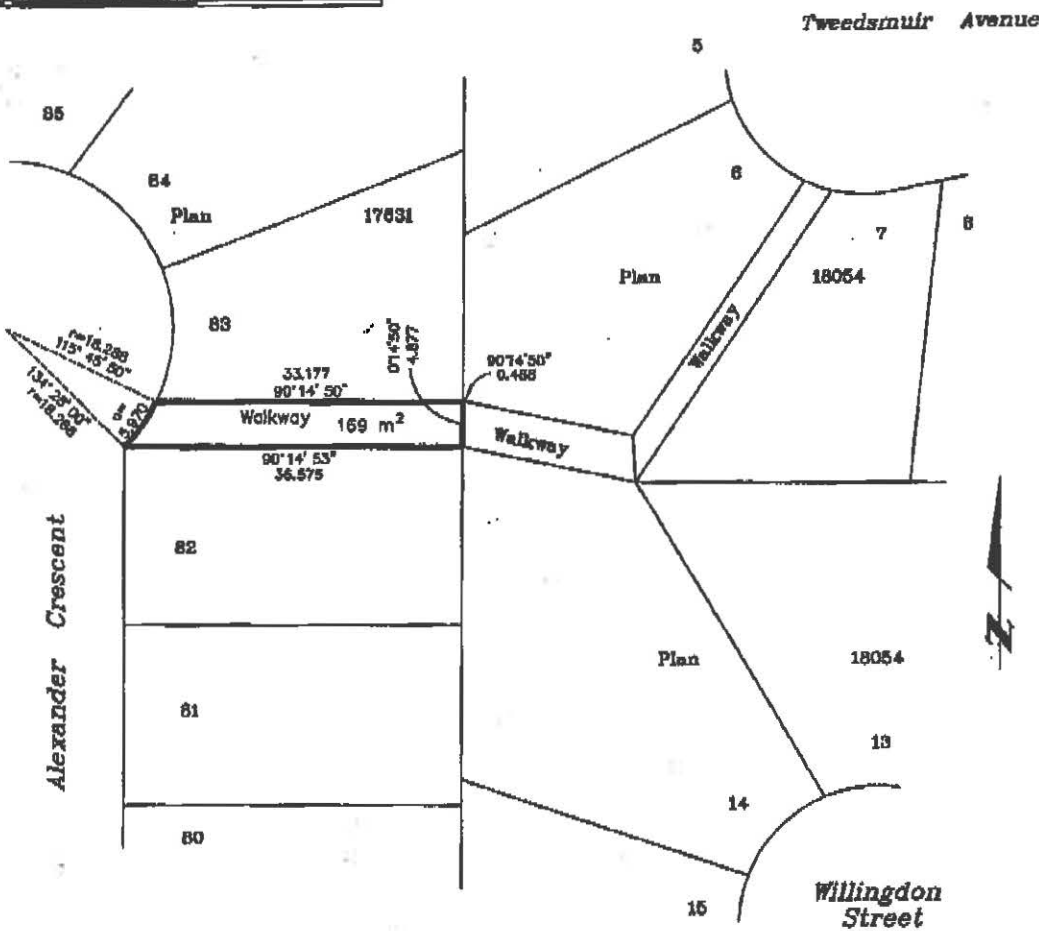 Tweedsmuir Avenue
5
85
84
Plan
17631
6
7
8
Plan
18054
83
Walkway
r=18.288
115° 45' 50"
134° 28' 00"
r=18.288
a=
5.970
33.177
90°14' 50"
0°14'50"
4.877
90°14'50"
0.488
Walkway 169 m²
Walkway
90°14' 53"
36.575
82
Alexander Crescent
81
80
Plan
18054
13
14
15
N
Willingdon
Street